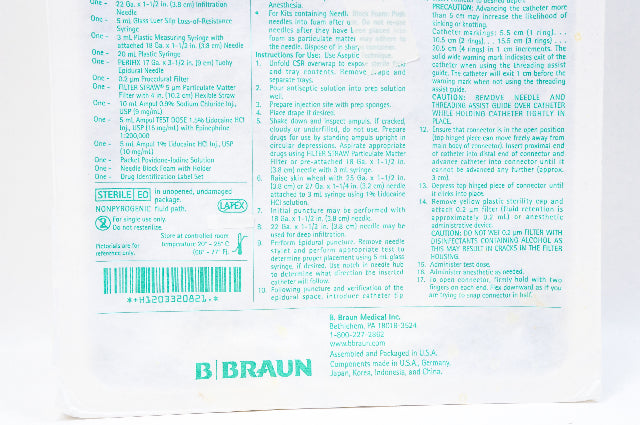 One - 22 Ga. x 1-1/2 in. (3.8 cm) Infiltration
Needle
One - 5 mL Glass Luer Slip Loss-of-Resistance
Syringe
One - 3 mL Plastic Measuring Syringe with
attached 18 Ga x 1-1/2 in. (3.8 cm) Needle
One - 20 mL Plastic Syringe
One - PERIFIX 17 Ga. x 3-1/2 in. (9 cm) Tuohy
Epidural Needle
One - 0.2 µm Procedural Filter
One - FILTER STRAW® 5 µm Particulate Matter
Filter with 4 in. (10.2 cm) Flexible Straw
One - 10 mL Ampul 0.9% Sodium Chloride Inj.,
USP (9 mg/mL)
One - 5 mL Ampul TEST DOSE 1.5% Lidocaine HCl
Inj., USP (15 mg/mL) with Epinephrine
1:200,000
One - 5 mL Ampul 1% Lidocaine HCl Inj., USP
(10 mg/mL)
One - Packet Povidone-Iodine Solution
One - Needle Block Foam with Holder
One - Drug Identification Label Set
STERILE EO in unopened, undamaged
package.
NONPYROGENIC fluid path.
LATEX
2 For single use only.
Do not resterilize.
Store at controlled room
temperature 20° - 25° C
(68° - 77° F).
Pictorials are for
reference only.
*+H1203320821.*
Anesthesia.
* For Kits containing Needle Block Foam: Push
needles into foam after use. Do not re-use
needles after they have been placed into
foam as particulate matter may adhere to
the needle. Dispose of in sharps container.
Instructions For Use: Use Aseptic Technique.
1. Unfold CSR overwrap to expose sterile field
and tray contents. Remove drape and
separate trays.
2. Pour antiseptic solution into prep solution
well.
3. Prepare injection site with prep sponges.
4. Place drape if desired.
5. Shake down and inspect ampuls. If cracked,
cloudy or underfilled, do not use. Prepare
drugs for use by standing ampuls upright in
circular depressions. Aspirate appropriate
drugs using FILTER STRAW Particulate Matter
Filter or pre-attached 18 Ga. x 1-1/2 in.
(3.8cm) needle with 3 mL syringe.
6. Raise skin wheal with 25 Ga. x 1-1/2 in.
(3.8 cm) or 27 Ga. x 1-1/4 in. (3.2 cm) needle
attached to 3 mL syringe using 1% Lidocaine
HCl solution.
7. Initial puncture may be performed with
18 Ga. x 1-1/2 in. (3.8 cm) needle.
8. 22 Ga. x 1-1/2 in. (3.8 cm) needle may be
used for deep infiltration.
9. Perform Epidural puncture. Remove needle
stylet and perform appropriate test to
determine proper placement using 5 mL glass
syringe, if desired. Use notch in needle hub
to determine what direction the inserted
catheter will follow.
10. Following puncture and verification of the
epidural space, introduce catheter tip
PRECAUTION: Advancing the catheter more
than 5 cm may increase the likelihood of
kinking or knotting.
Catheter markings: 5.5 cm (1 ring). ...
10.5 cm (2 rings). . .15.5 cm (3 rings)...
20.5 cm (4 rings) in 1 cm increments. The
solid wide warning mark indicates exit of the
catheter when using the threading assist
guide. The catheter will exit 1 cm before the
warning mark when not using the threading
assist guide.
CAUTION: REMOVE NEEDLE AND
THREADING ASSIST GUIDE OVER CATHETER
WHILE HOLDING CATHETER TIGHTLY IN
PLACE.
12. Ensure that connector is in the open position
(top hinged piece can move freely away from
main body of connector). Insert proximal end
of catheter into distal end of connector and
advance catheter into connector until it
cannot be advanced any further (approx.
3 cm).
13. Depress top hinged piece of connector until
it clicks into place.
14. Remove yellow plastic sterility cap and
attach 0.2 µm filter (fluid retention is
approximately 0.2 mL) or anesthetic
administrative device.
CAUTION: DO NOT WET 0.2 µm FILTER WITH
DISINFECTANTS CONTAINING ALCOHOL AS
THIS MAY RESULT IN CRACKS IN THE FILTER
HOUSING.
15. Administer test dose.
16. Administer anesthetic as needed.
17. To open connector, firmly hold with two
fingers on each end. Flex downward as if you
are trying to snap connector in half.
B|BRAUN
B. Braun Medical Inc.
Bethlehem, PA 18018-3524
1-800-227-2862
www.bbraun.com
Assembled and Packaged in U.S.A.
Components made in U.S.A., Germany,
Japan, Korea, Indonesia, and China.